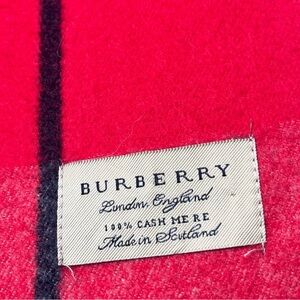 BURBERRY
London, England
100% CASHMERE
Made in Scotland